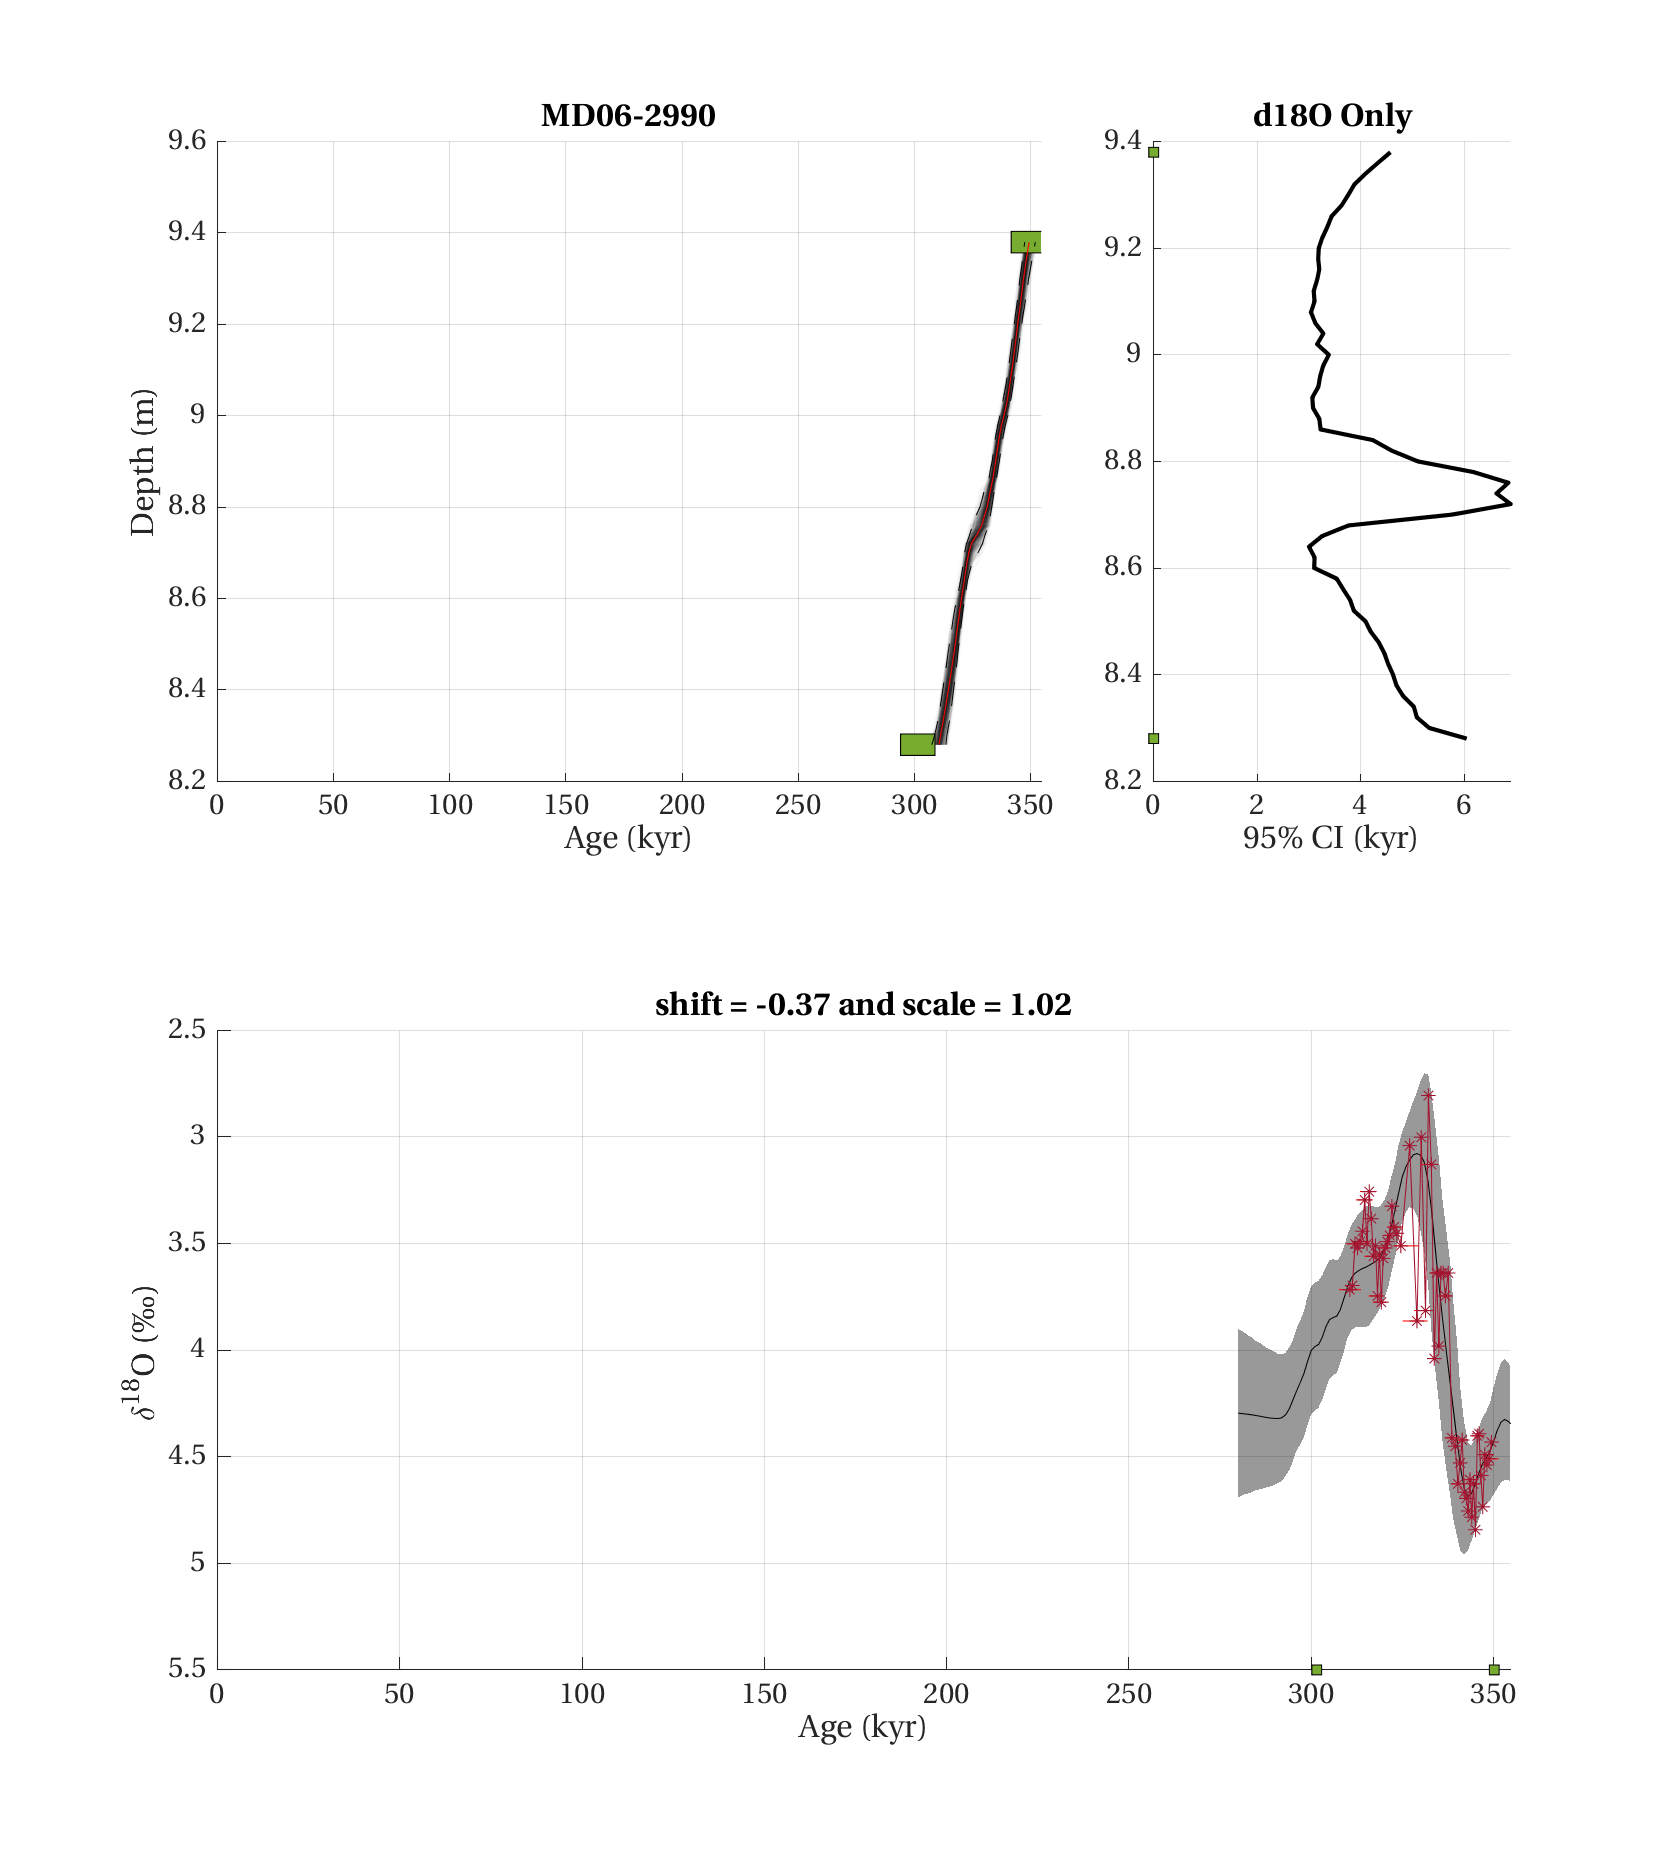 MD06-2990
d18O Only
9.6
9.4
9.2
9
8.8
8.6
8.4
8.2
Depth (m)
0 50 100 150 200 250 300 350
Age (kyr)
9.4
9.2
9
8.8
8.6
8.4
8.2
0 2 4 6
95% CI (kyr)
shift = -0.37 and scale = 1.02
2.5
3
3.5
4
4.5
5
5.5
δ18O (‰)
0 50 100 150 200 250 300 350
Age (kyr)